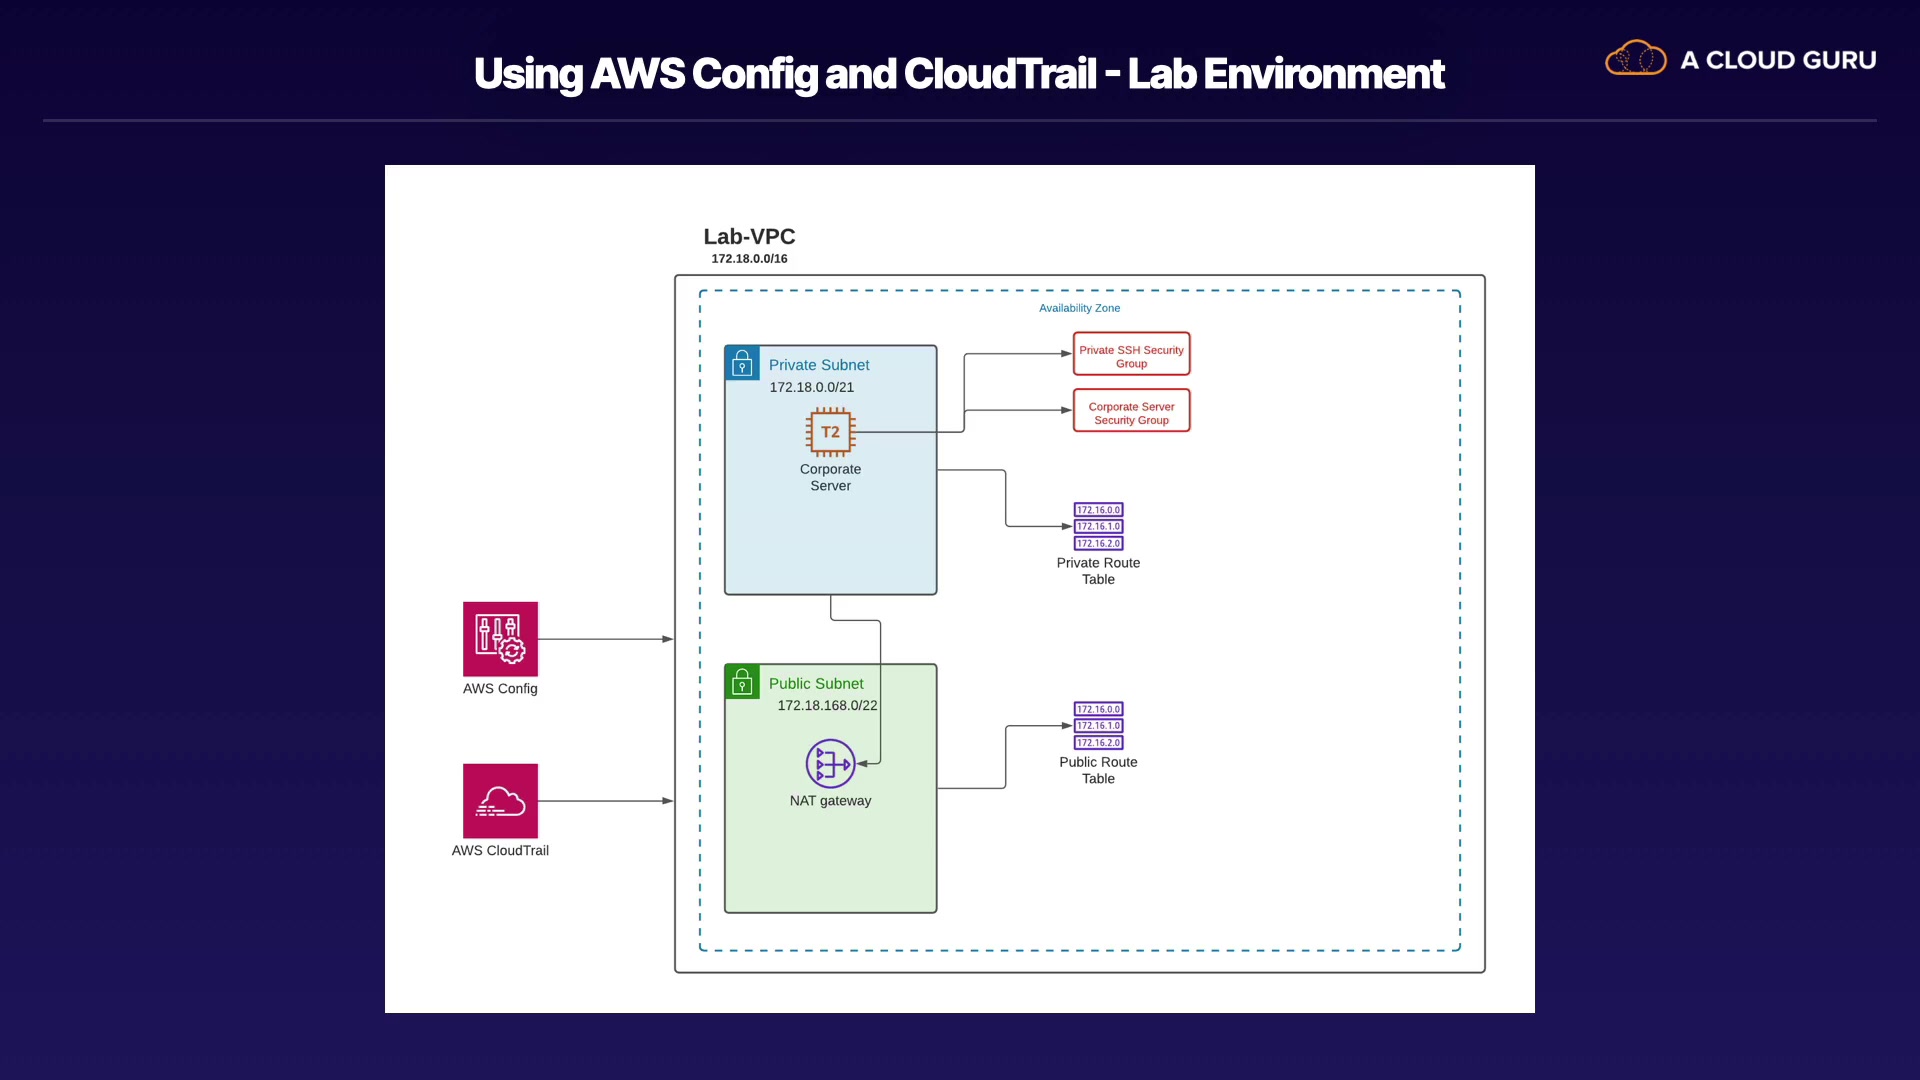 Using AWS Config and CloudTrail - Lab Environment
A CLOUD GURU
Lab-VPC
172.18.0.0/16
Availability Zone
Private Subnet
172.18.0.0/21
T2
Corporate
Server
Private SSH Security
Group
Corporate Server
Security Group
172.16.0.0
172.16.1.0
172.16.2.0
Private Route
Table
AWS Config
Public Subnet
172.18.168.0/22
NAT gateway
172.16.0.0
172.16.1.0
172.16.2.0
Public Route
Table
AWS CloudTrail